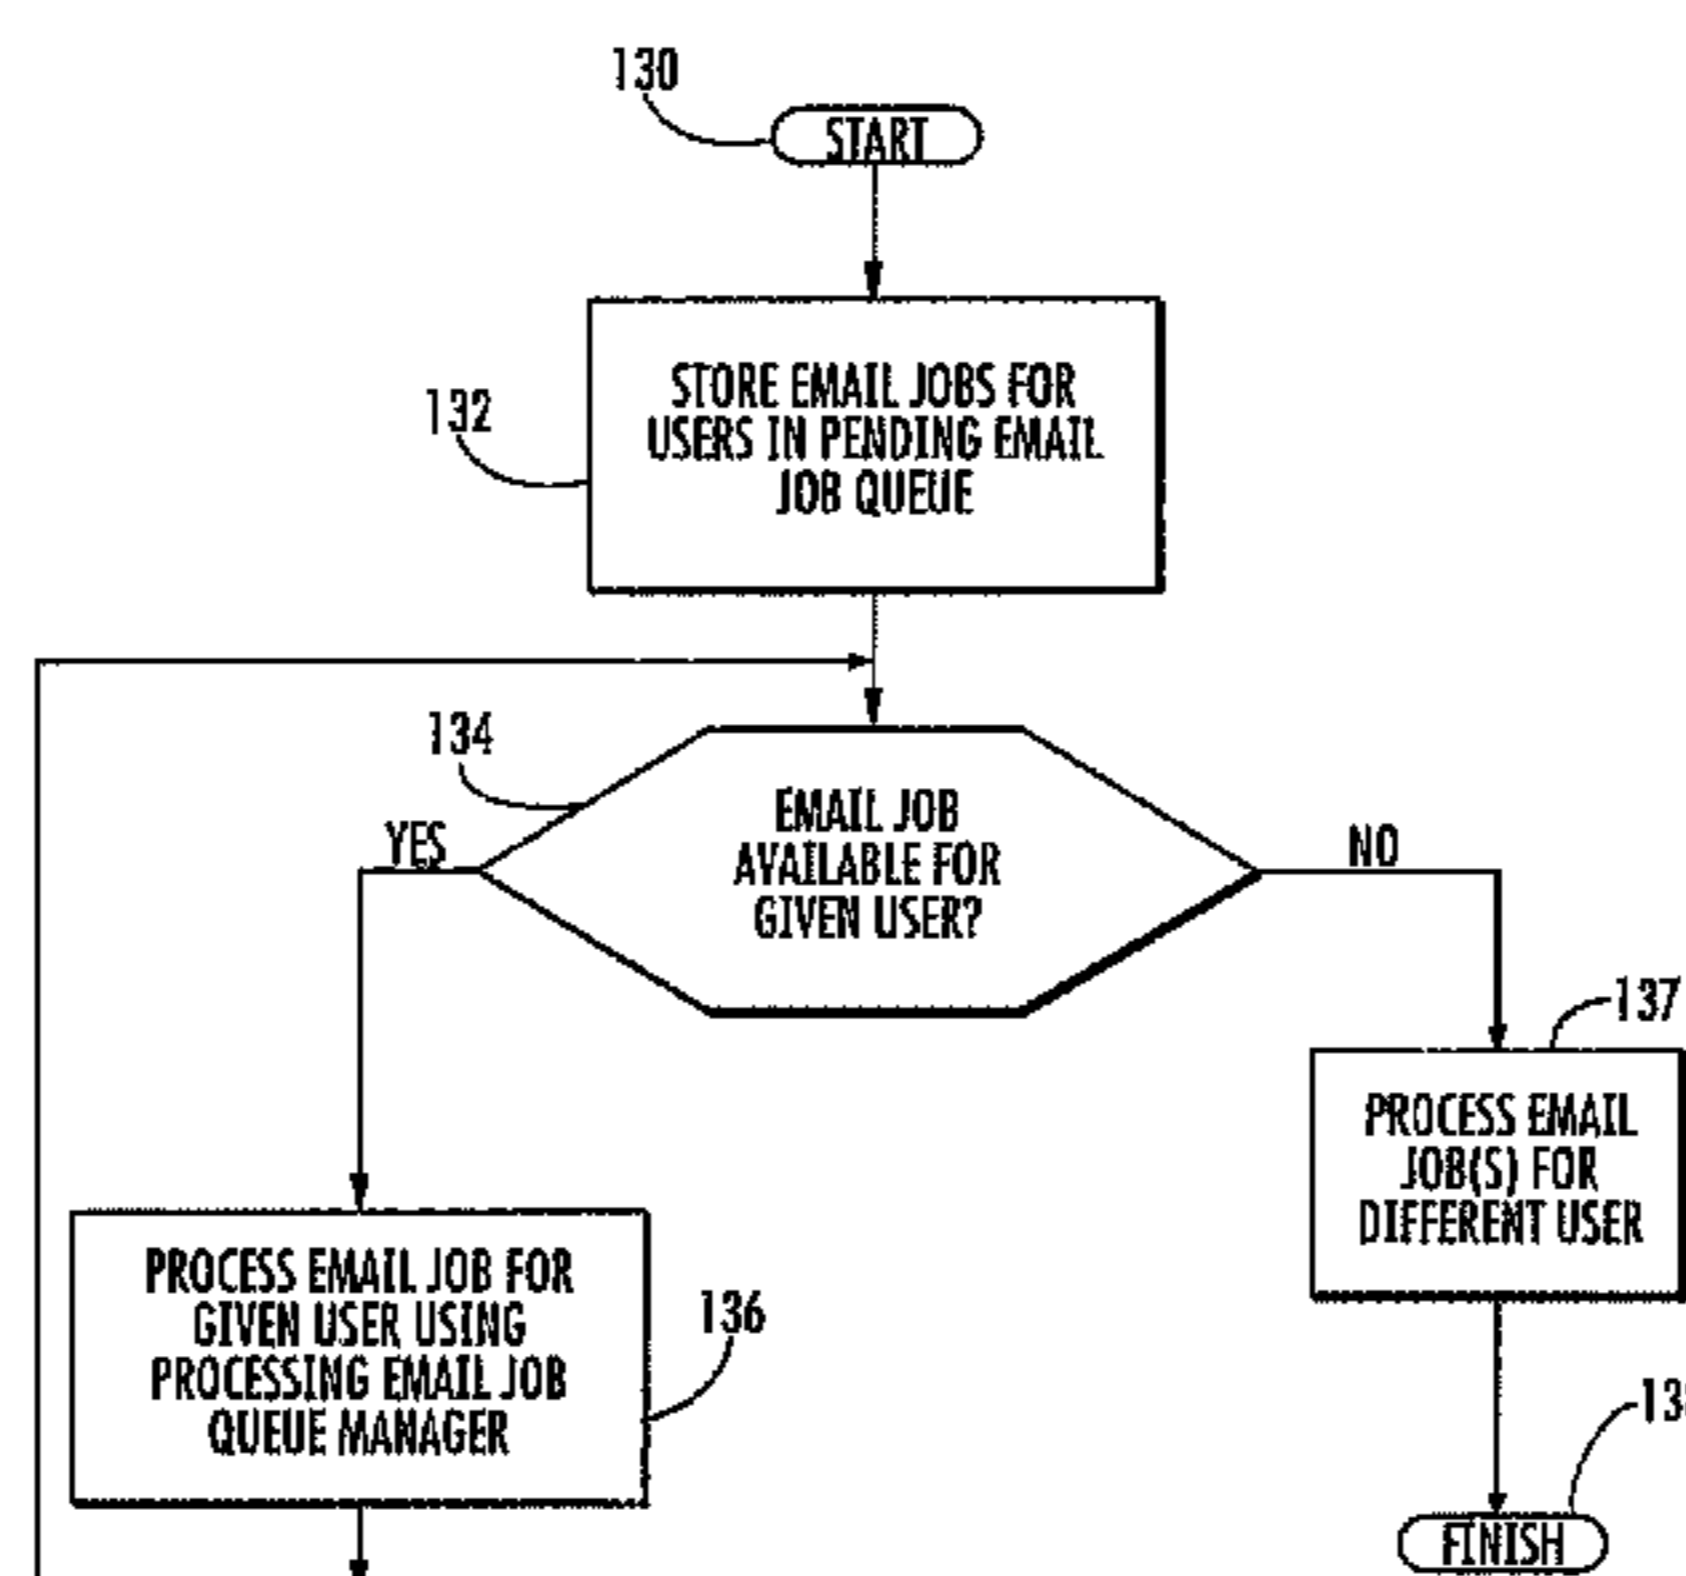 130
START
132
STORE EMAIL JOBS FOR
USERS IN PENDING EMAIL
JOB QUEUE
134
EMAIL JOB
AVAILABLE FOR
GIVEN USER?
YES
NO
137
PROCESS EMAIL
JOB(S) FOR
DIFFERENT USER
PROCESS EMAIL JOB FOR
GIVEN USER USING
PROCESSING EMAIL JOB
QUEUE MANAGER
136
FINISH